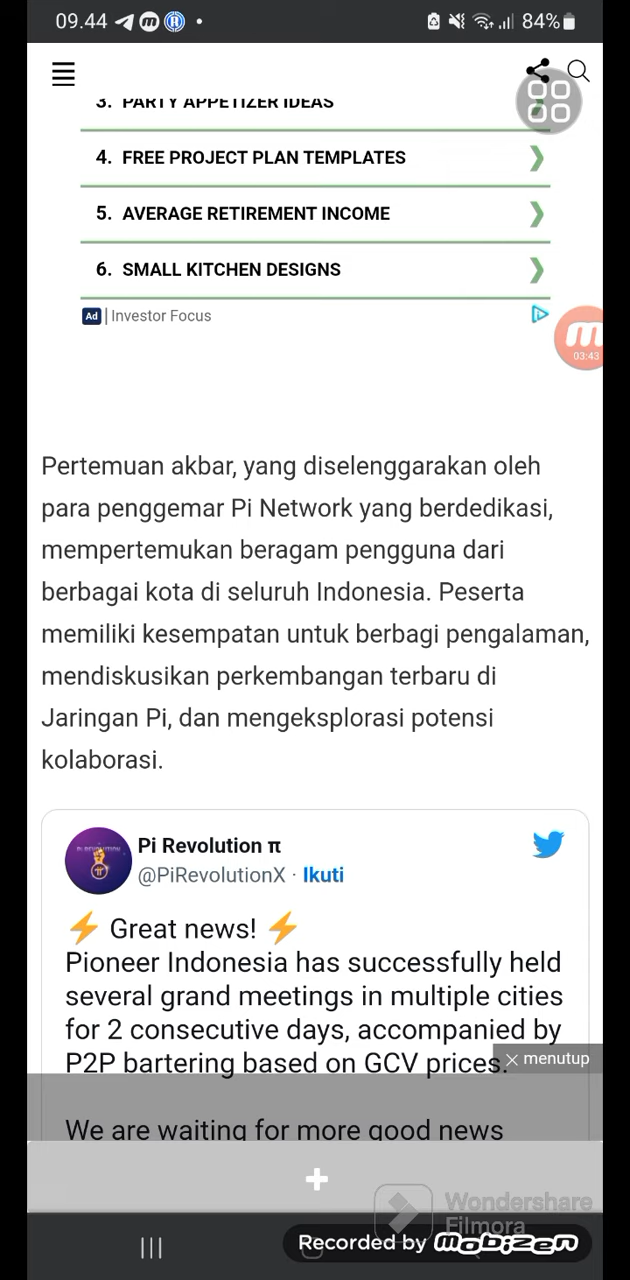 09.44 84%
3. PARTY APPETIZER IDEAS
4. FREE PROJECT PLAN TEMPLATES
5. AVERAGE RETIREMENT INCOME
6. SMALL KITCHEN DESIGNS
Ad | Investor Focus
03:43
Pertemuan akbar, yang diselenggarakan oleh
para penggemar Pi Network yang berdedikasi,
mempertemukan beragam pengguna dari
berbagai kota di seluruh Indonesia. Peserta
memiliki kesempatan untuk berbagi pengalaman,
mendiskusikan perkembangan terbaru di
Jaringan Pi, dan mengeksplorasi potensi
kolaborasi.
Pi Revolution π
@PiRevolutionX · Ikuti
⚡ Great news! ⚡
Pioneer Indonesia has successfully held
several grand meetings in multiple cities
for 2 consecutive days, accompanied by
P2P bartering based on GCV prices.
× menutup
We are waiting for more good news
Wondershare
Filmora
Recorded by mobizen